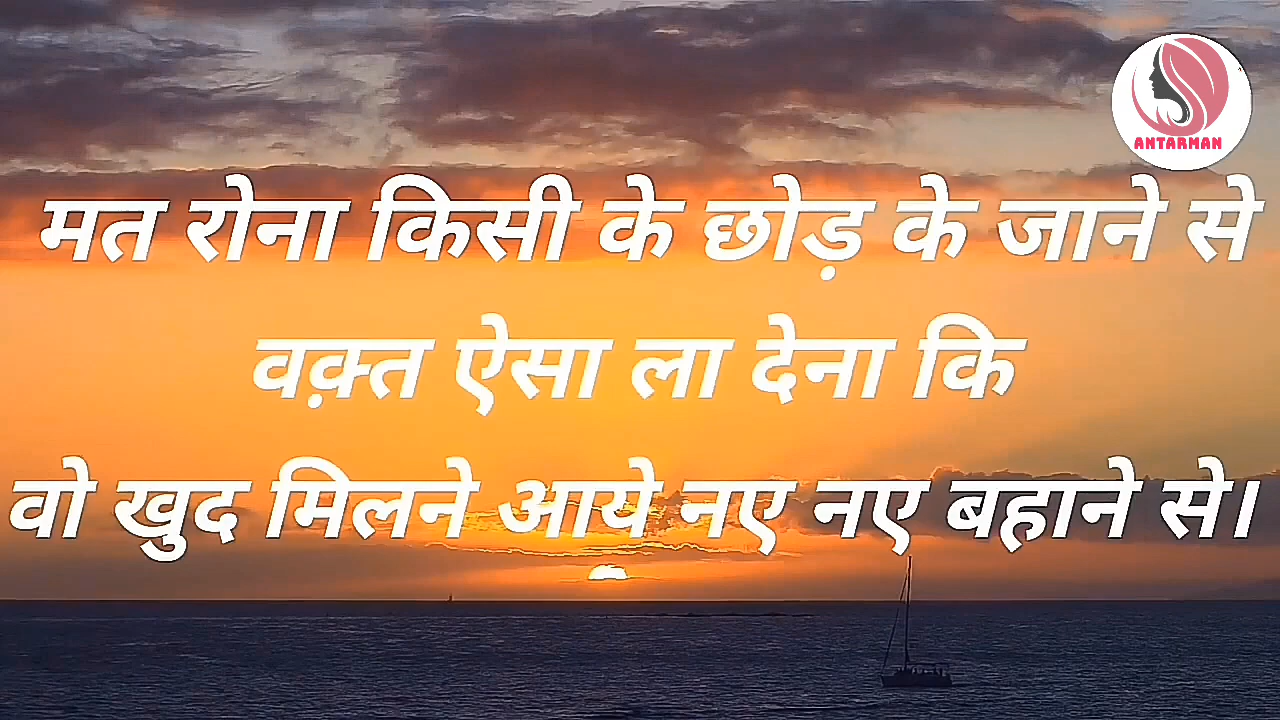 ANTARMAN
मत रोना किसी के छोड़ के जाने से
वक़्त ऐसा ला देना कि
वो खुद मिलने आये नए नए बहाने से।